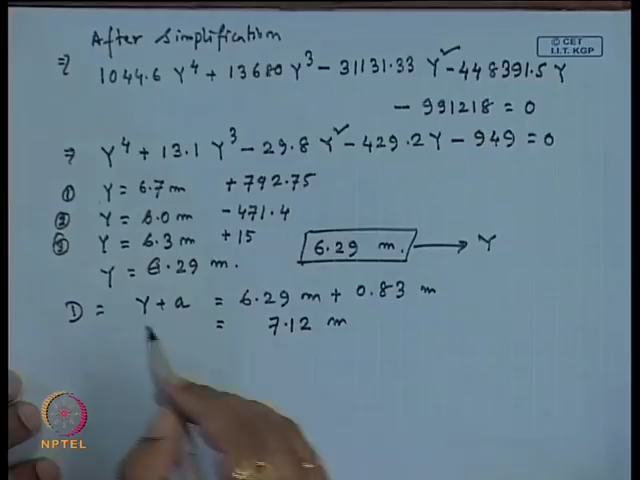 After simplification
© CET
I.I.T. KGP
⇒ 1044.6 Y⁴ + 13680 Y³ - 31131.33 Y² - 448391.5 Y
- 991218 = 0
⇒ Y⁴ + 13.1 Y³ - 29.8 Y² - 429.2 Y - 949 = 0
① Y = 6.7 m + 792.75
② Y = 6.0 m - 471.4
③ Y = 6.3 m + 15
6.29 m. → Y
Y = 6.29 m.
D = Y + a = 6.29 m + 0.83 m
= 7.12 m
NPTEL